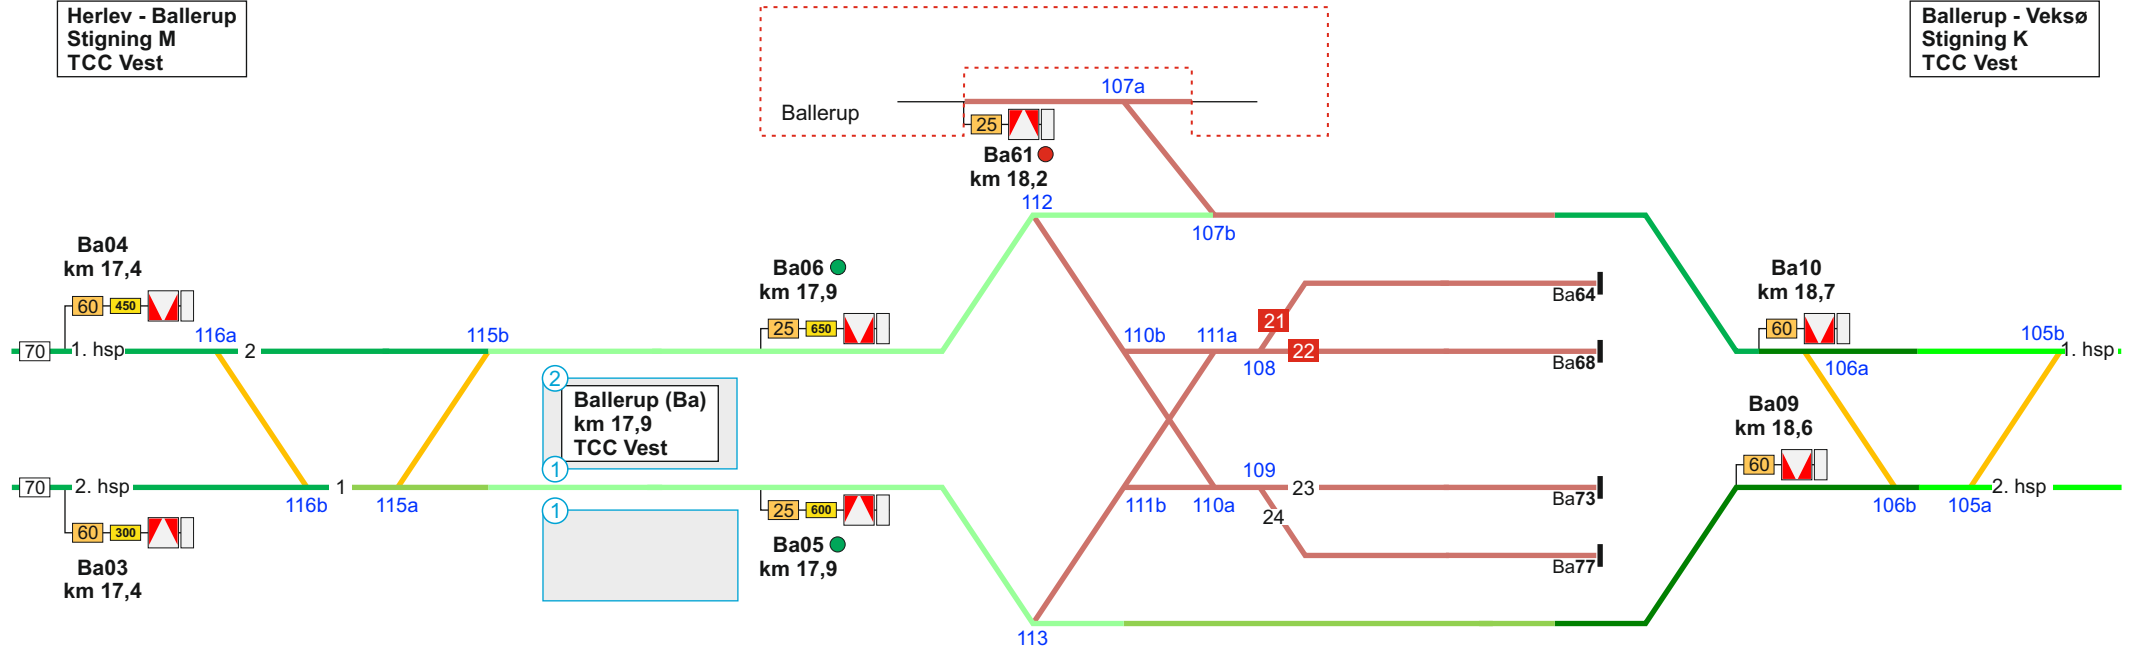 Herlev - Ballerup
Stigning M
TCC Vest
Ballerup - Veksø
Stigning K
TCC Vest
107a
Ballerup
25
Ba61
km 18,2
112
107b
Ba04
km 17,4
60 450
116a
115b
70 1. hsp 2
Ba06
km 17,9
25 650
21
Ba64
110b 111a
22
108
Ba68
Ba10
km 18,7
60
105b
1. hsp
106a
2
Ballerup (Ba)
km 17,9
TCC Vest
1
Ba09
km 18,6
60
109
70 2. hsp 1
116b 115a
23
Ba73
111b 110a
24
2. hsp
106b 105a
60 300
Ba03
km 17,4
1
25 600
Ba05
km 17,9
Ba77
113